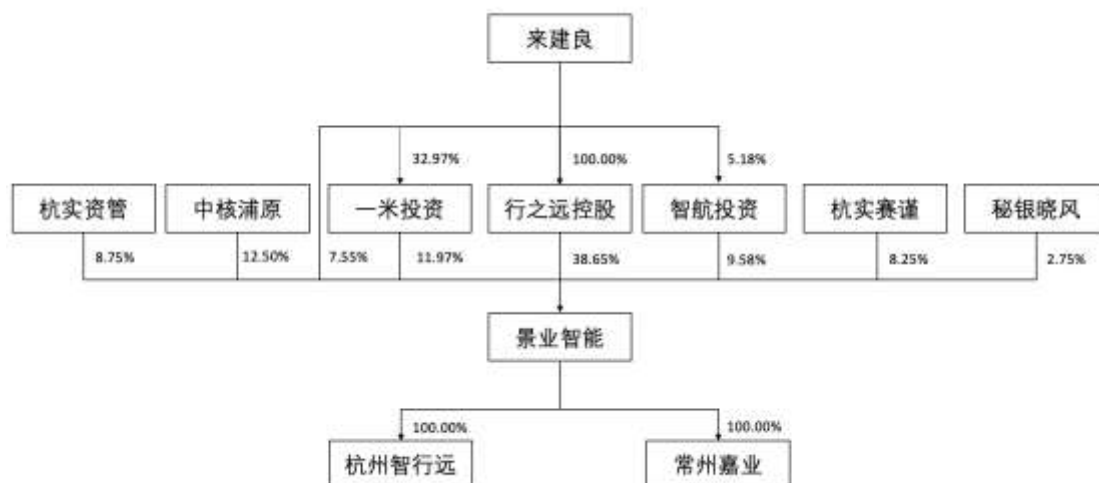 来建良
32.97%
100.00%
5.18%
杭实资管
中核浦原
一米投资
行之远控股
智航投资
杭实赛谨
秘银晓风
8.75%
12.50%
7.55%
11.97%
38.65%
9.58%
8.25%
2.75%
景业智能
100.00%
100.00%
杭州智行远
常州嘉业